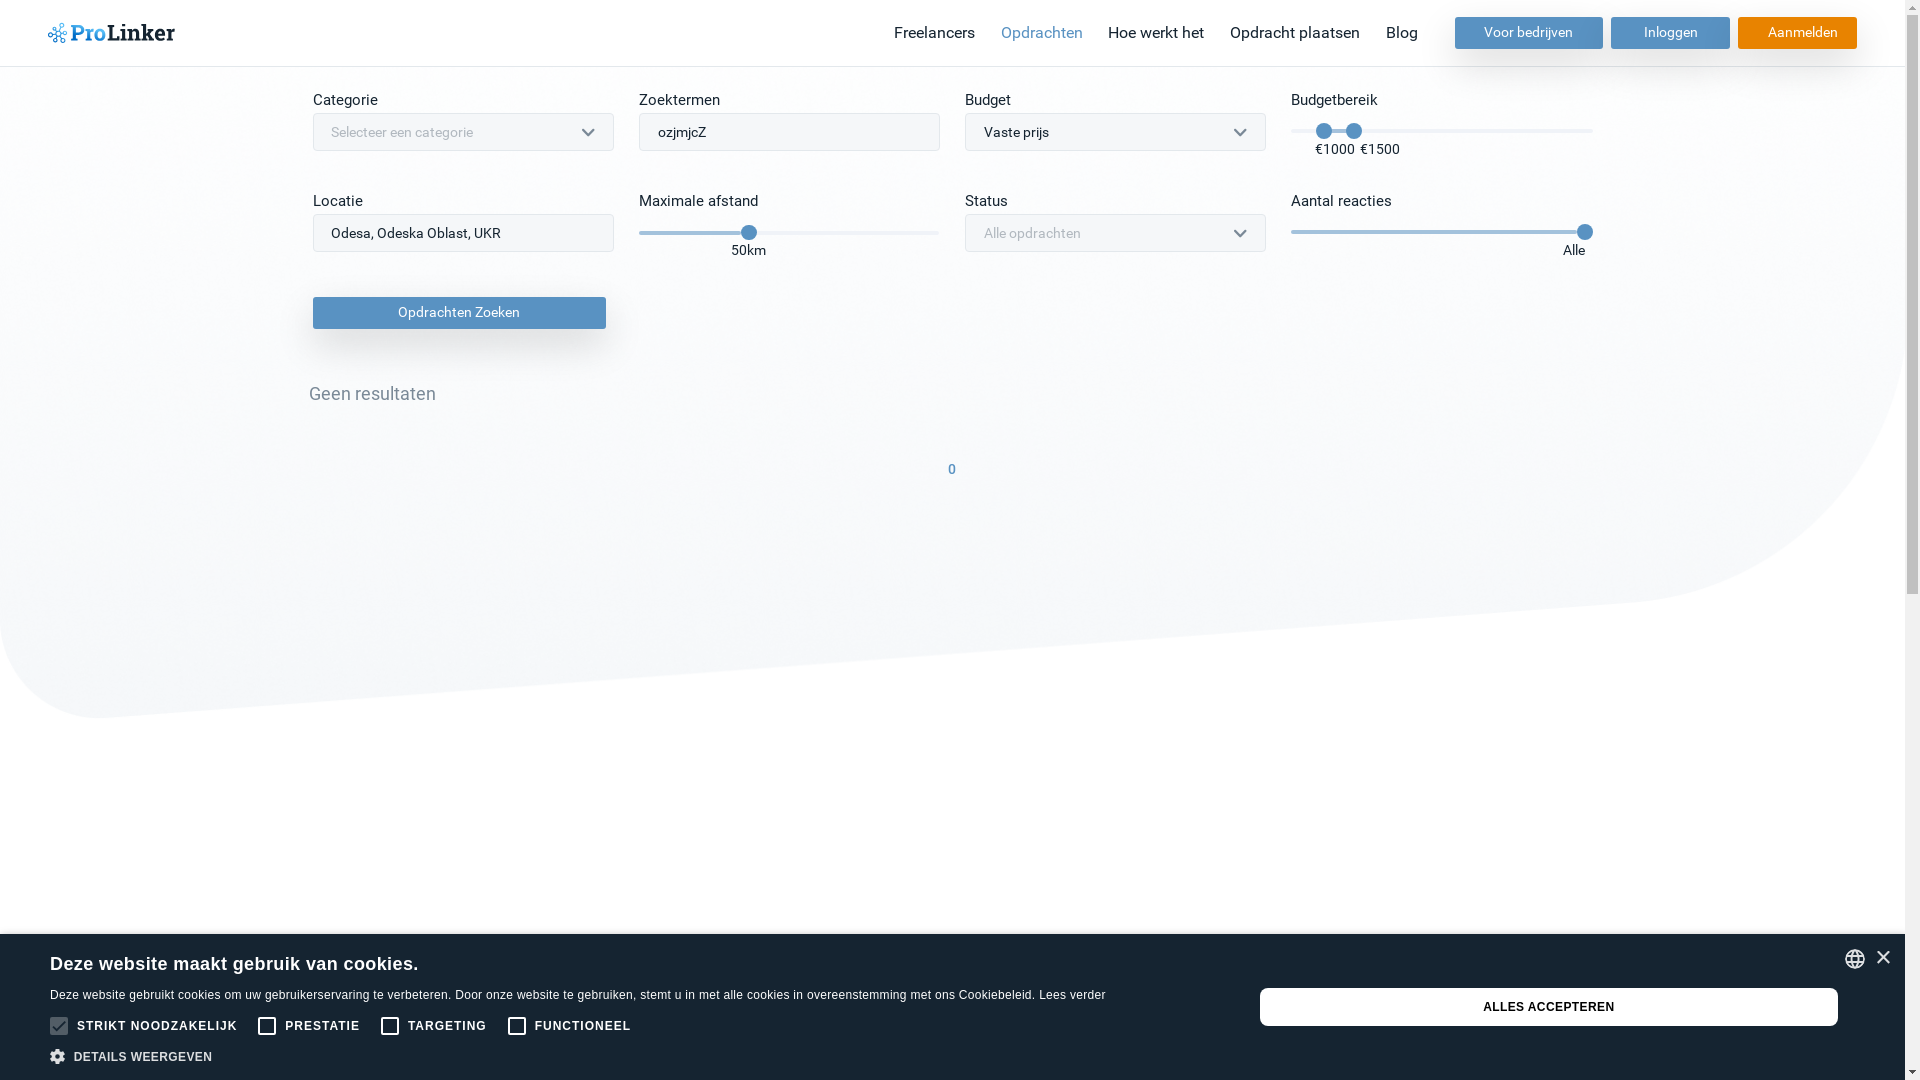 ProLinker
Freelancers Opdrachten Hoe werkt het Opdracht plaatsen Blog Voor bedrijven Inloggen Aanmelden
Categorie Zoektermen Budget Budgetbereik
Selecteer een categorie ozjmjcZ Vaste prijs
€1000 €1500
Locatie Maximale afstand Status Aantal reacties
Odesa, Odeska Oblast, UKR Alle opdrachten
50km Alle
Opdrachten Zoeken
Geen resultaten
0
Deze website maakt gebruik van cookies.
Deze website gebruikt cookies om uw gebruikerservaring te verbeteren. Door onze website te gebruiken, stemt u in met alle cookies in overeenstemming met ons Cookiebeleid. Lees verder
ALLES ACCEPTEREN
STRIKT NOODZAKELIJK PRESTATIE TARGETING FUNCTIONEEL
DETAILS WEERGEVEN